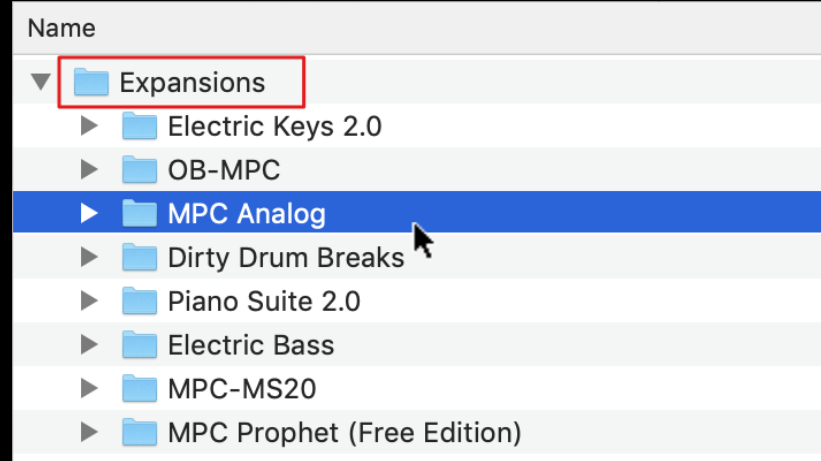 Name
Expansions
Electric Keys 2.0
OB-MPC
MPC Analog
Dirty Drum Breaks
Piano Suite 2.0
Electric Bass
MPC-MS20
MPC Prophet (Free Edition)